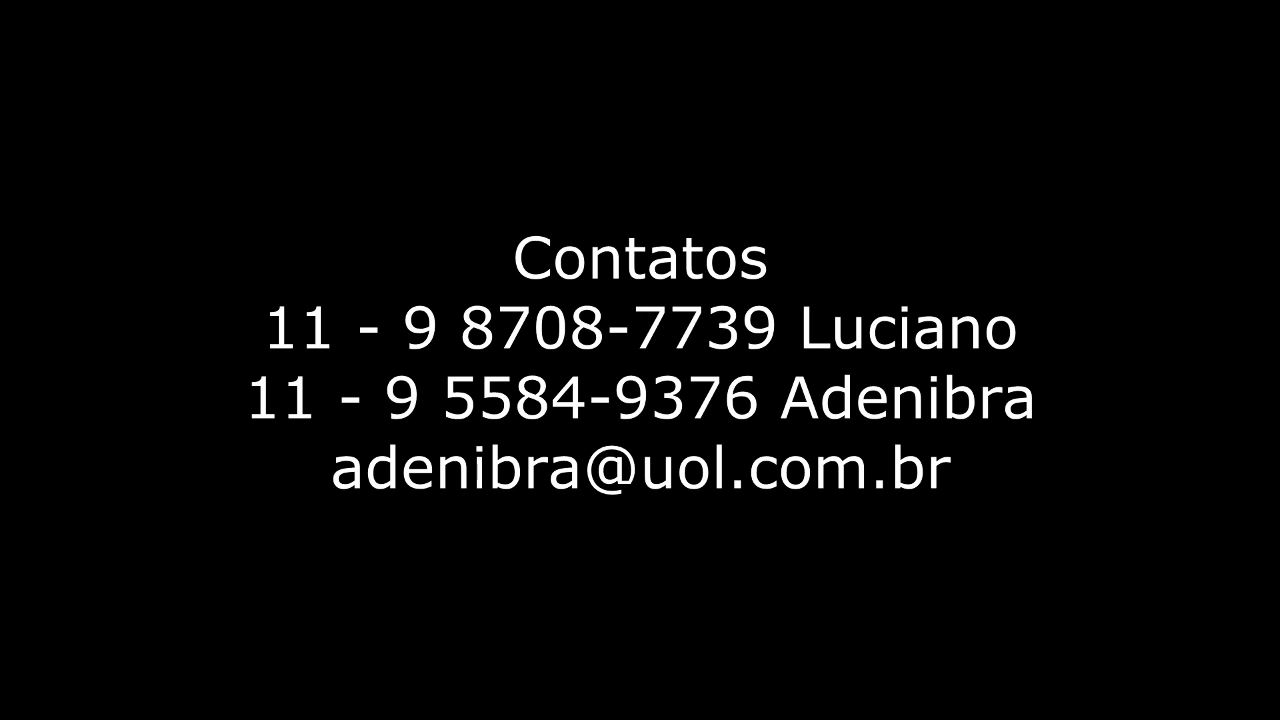 Contatos
11 - 9 8708-7739 Luciano
11 - 9 5584-9376 Adenibra
adenibra@uol.com.br